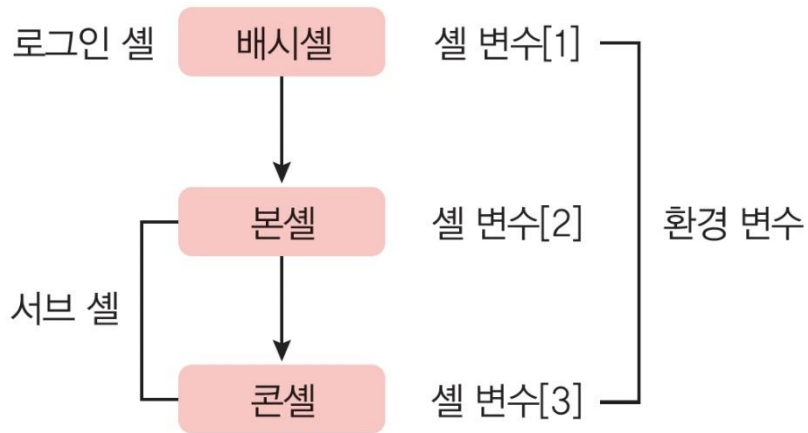 로그인 셸 배시셸 셸 변수[1]
본셸 셸 변수[2] 환경 변수
서브 셸
콘셸 셸 변수[3]